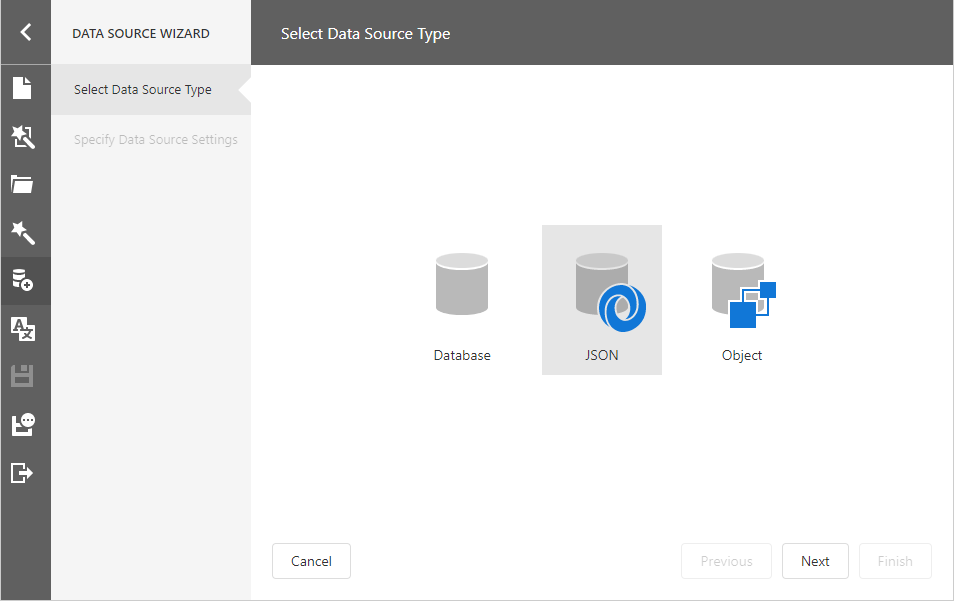 DATA SOURCE WIZARD
Select Data Source Type
Select Data Source Type
Specify Data Source Settings
Database
JSON
Object
Cancel
Previous
Next
Finish